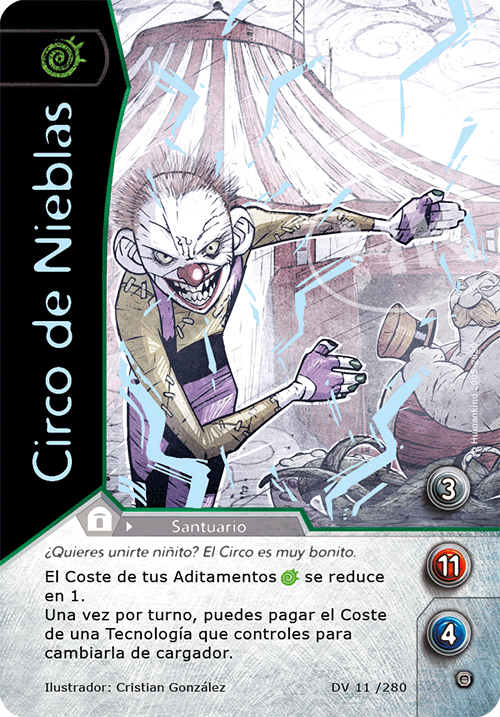 Circo de Nieblas
Humankind 200
3
Santuario
¿Quieres unirte niñito? El Circo es muy bonito.
El Coste de tus Aditamentos se reduce
en 1.
Una vez por turno, puedes pagar el Coste
de una Tecnología que controles para
cambiarla de cargador.
11
4
Ilustrador: Cristian González
DV 11 /280